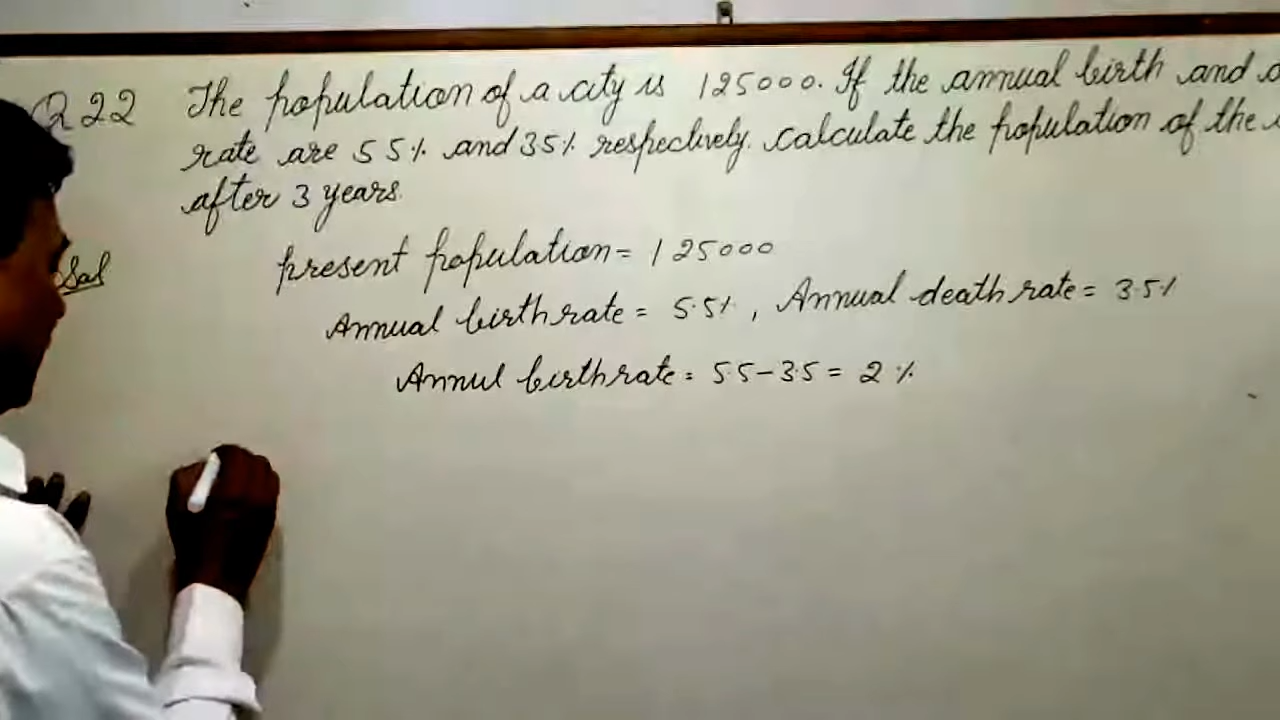 Q 22 The population of a city is 125000. If the annual birth and
rate are 5.5% and 3.5% respectively. calculate the population of the
after 3 years.
Sol present population = 125000
Annual birth rate = 5.5%, Annual death rate = 3.5%
Annul birth rate = 5.5 - 3.5 = 2%